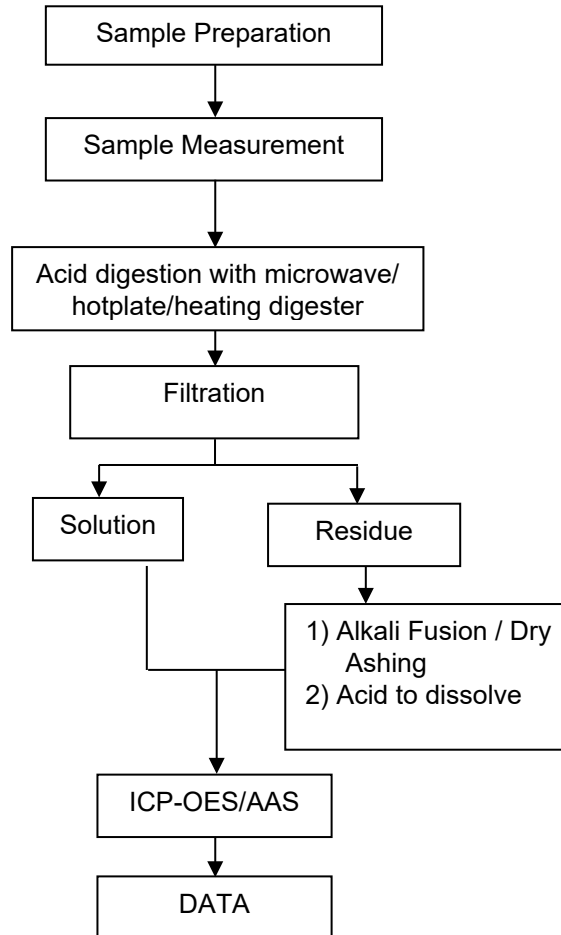 Sample Preparation
Sample Measurement
Acid digestion with microwave/
hotplate/heating digester
Filtration
Solution
Residue
1) Alkali Fusion / Dry
Ashing
2) Acid to dissolve
ICP-OES/AAS
DATA